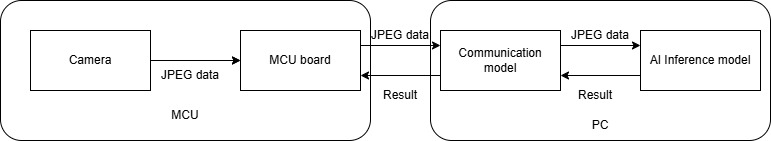 Camera
JPEG data
MCU board
JPEG data
Result
Communication
model
JPEG data
Result
AI Inference model
MCU
PC